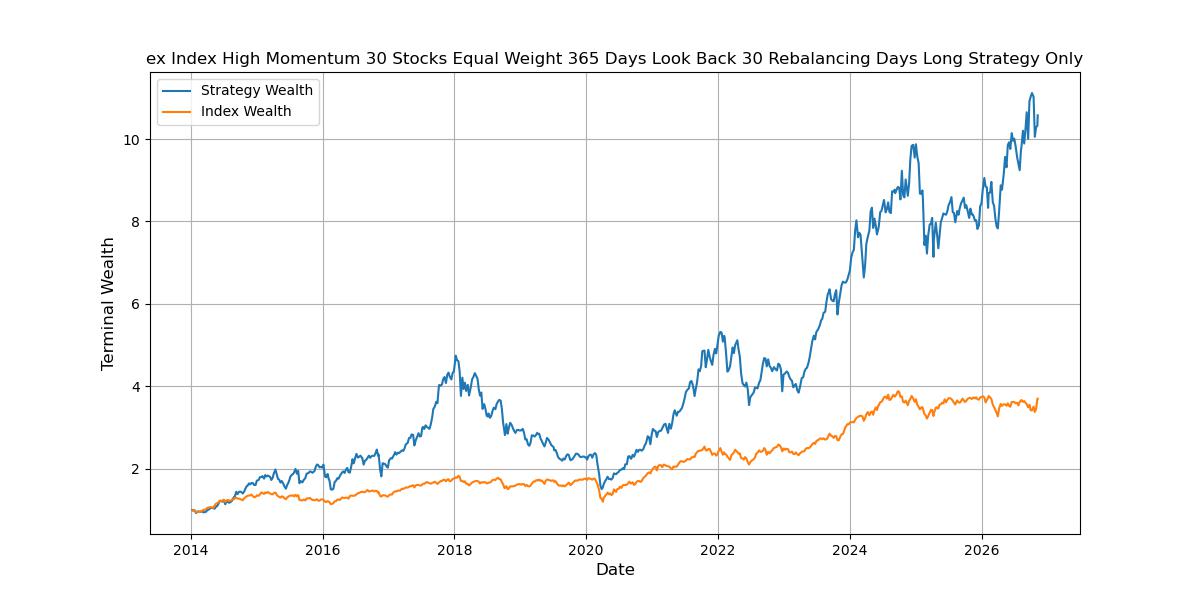 ex Index High Momentum 30 Stocks Equal Weight 365 Days Look Back 30 Rebalancing Days Long Strategy Only
Strategy Wealth
Index Wealth
Terminal Wealth
10
8
6
4
2
2014 2016 2018 2020 2022 2024 2026
Date